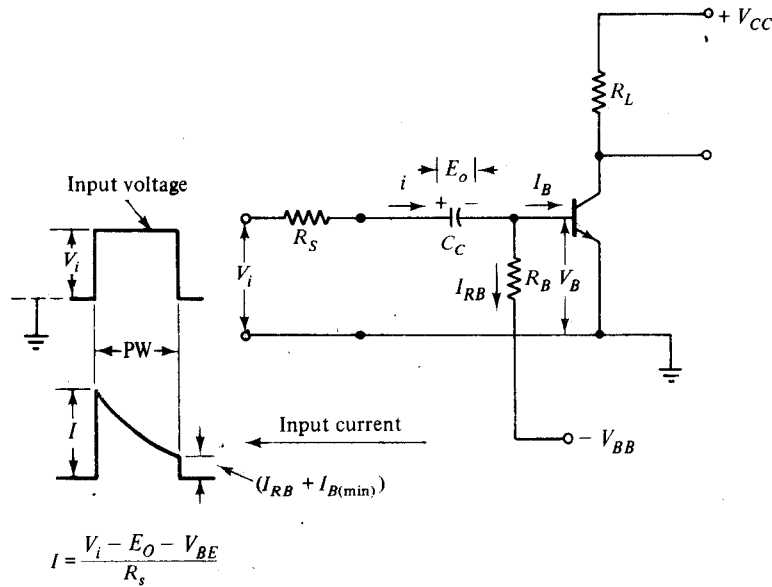 + V_CC
R_L
E_o
Input voltage
i
+ −
I_B
R_S
C_C
V_i
V_i
I_RB
R_B
V_B
PW
Input current
I
− V_BB
(I_RB + I_B(min))
I = (V_i − E_O − V_BE) / R_s